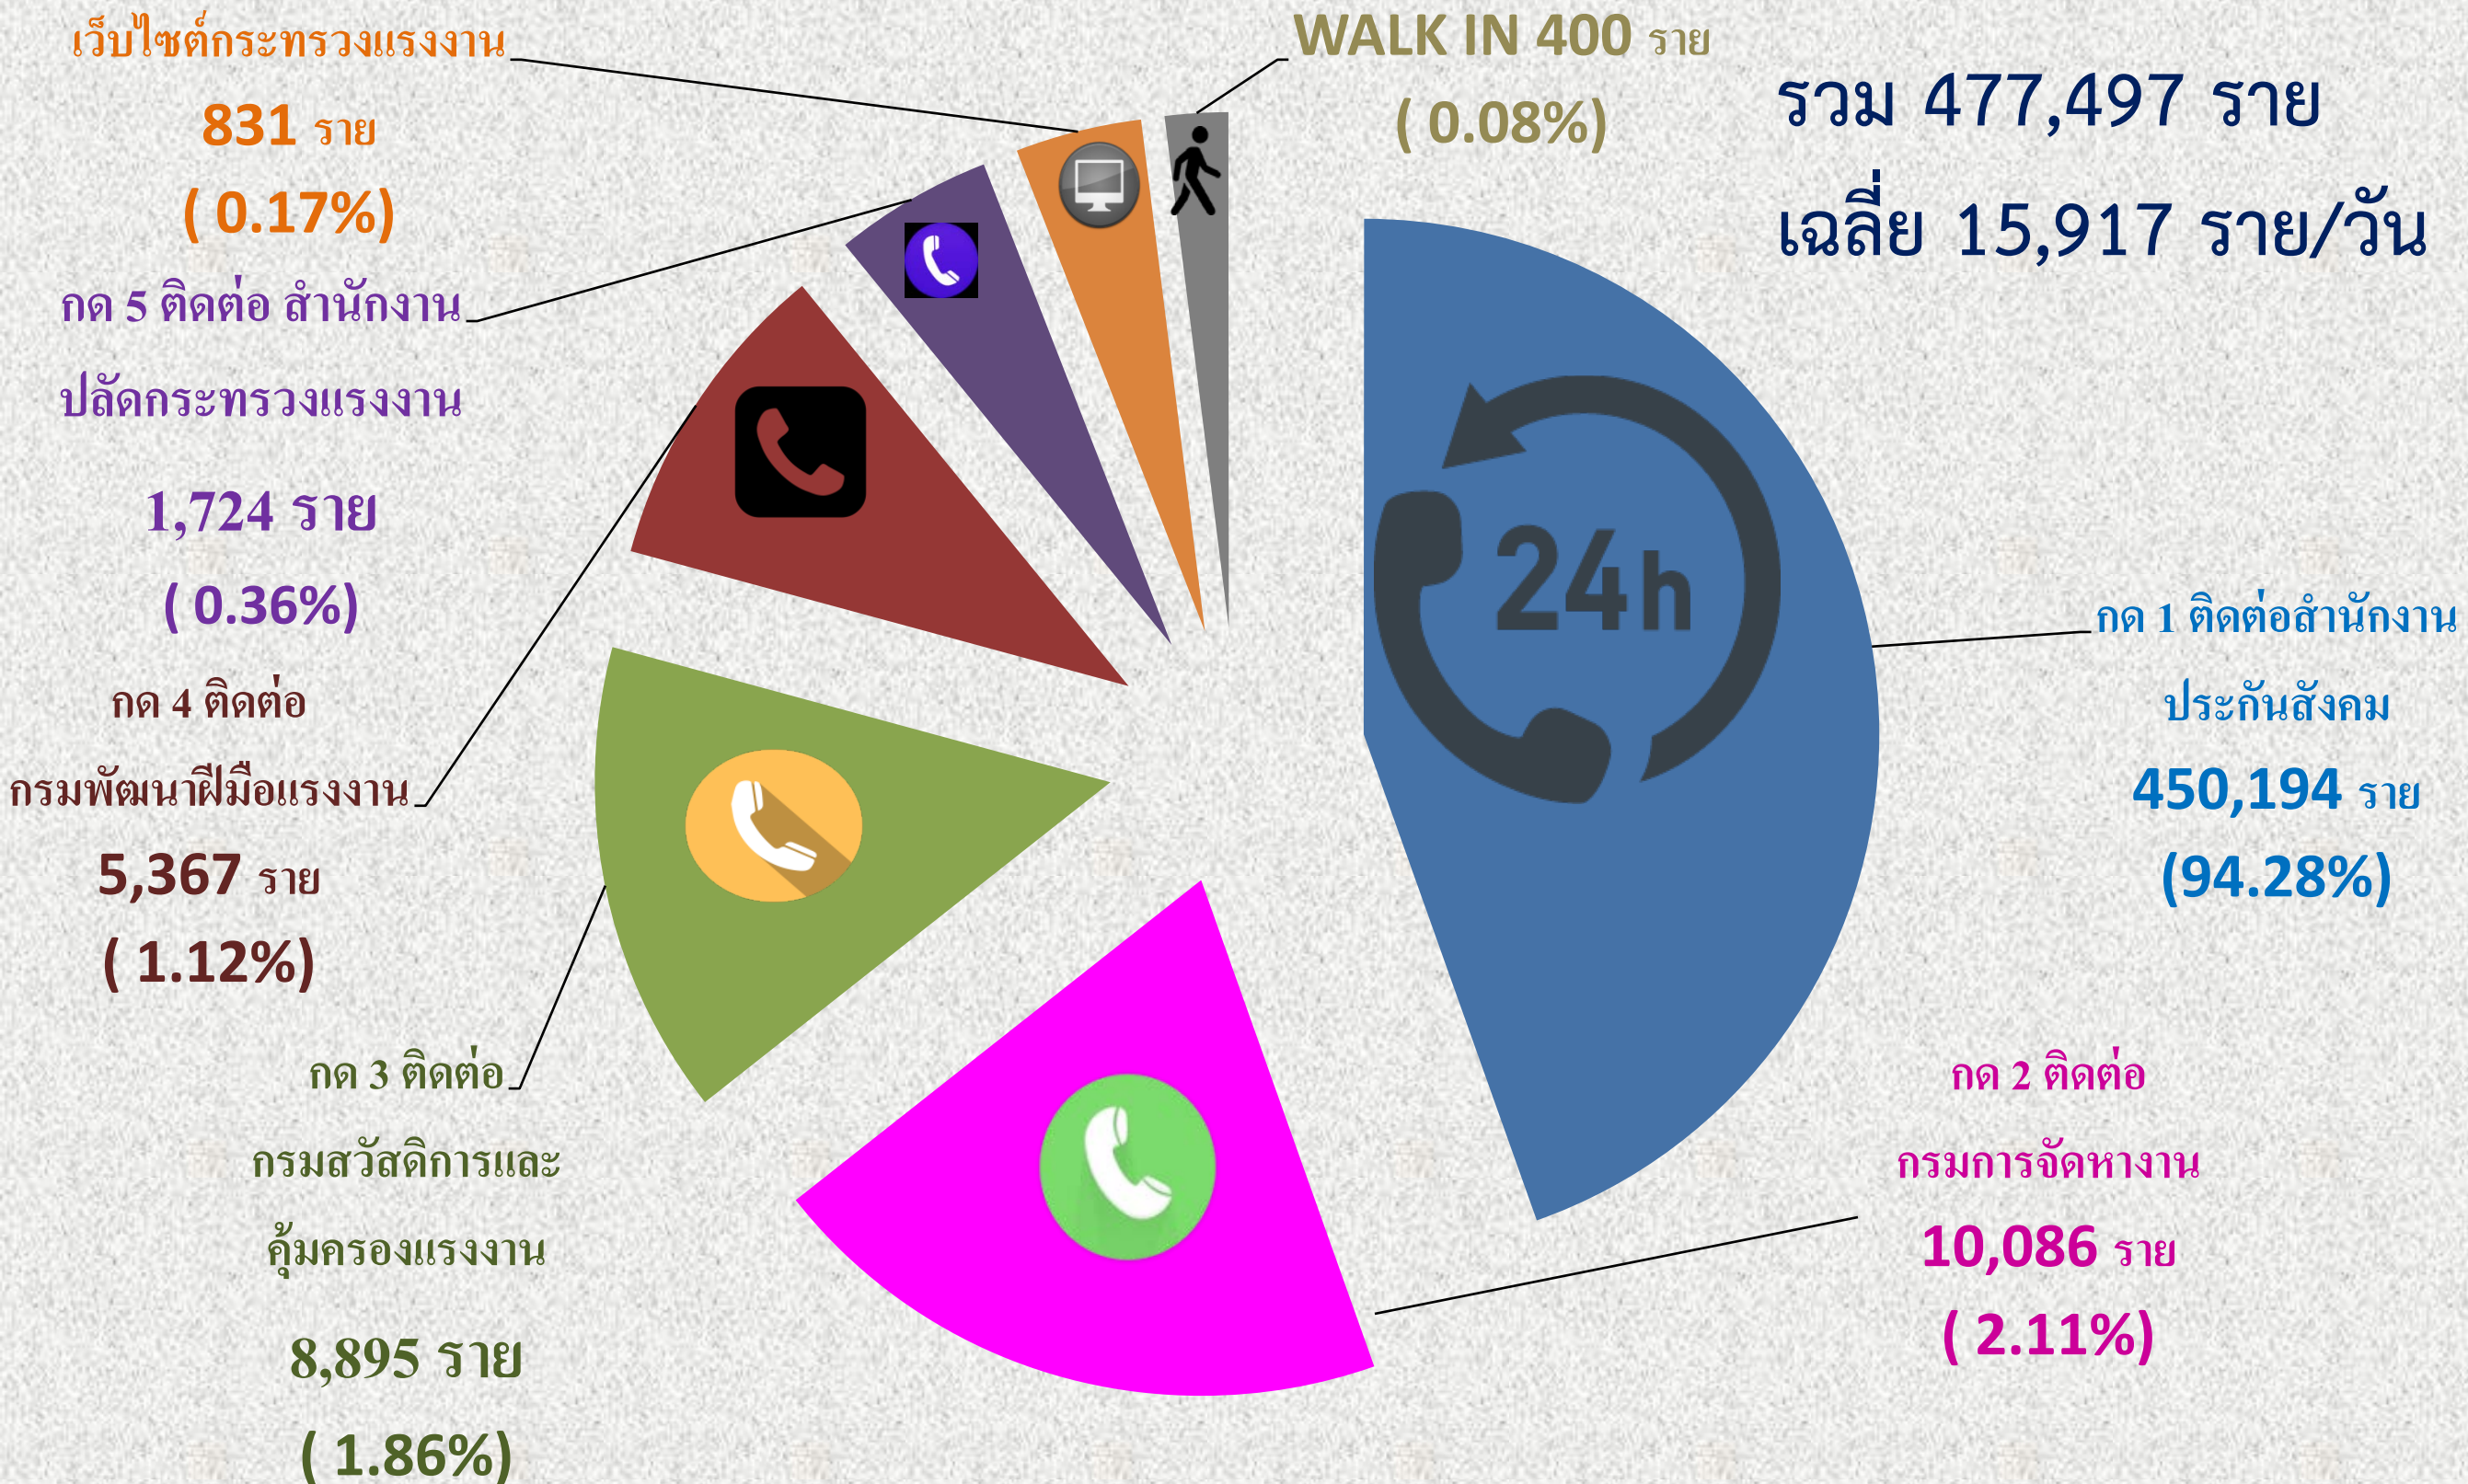 เว็บไซต์กระทรวงแรงงาน
831 ราย
( 0.17%)
กด 5 ติดต่อ สำนักงาน
ปลัดกระทรวงแรงงาน
1,724 ราย
( 0.36%)
กด 4 ติดต่อ
กรมพัฒนาฝีมือแรงงาน
5,367 ราย
( 1.12%)
กด 3 ติดต่อ
กรมสวัสดิการและ
คุ้มครองแรงงาน
8,895 ราย
( 1.86%)
WALK IN 400 ราย
( 0.08%)
รวม 477,497 ราย
เฉลี่ย 15,917 ราย/วัน
24h
กด 1 ติดต่อสำนักงาน
ประกันสังคม
450,194 ราย
(94.28%)
กด 2 ติดต่อ
กรมการจัดหางาน
10,086 ราย
( 2.11%)